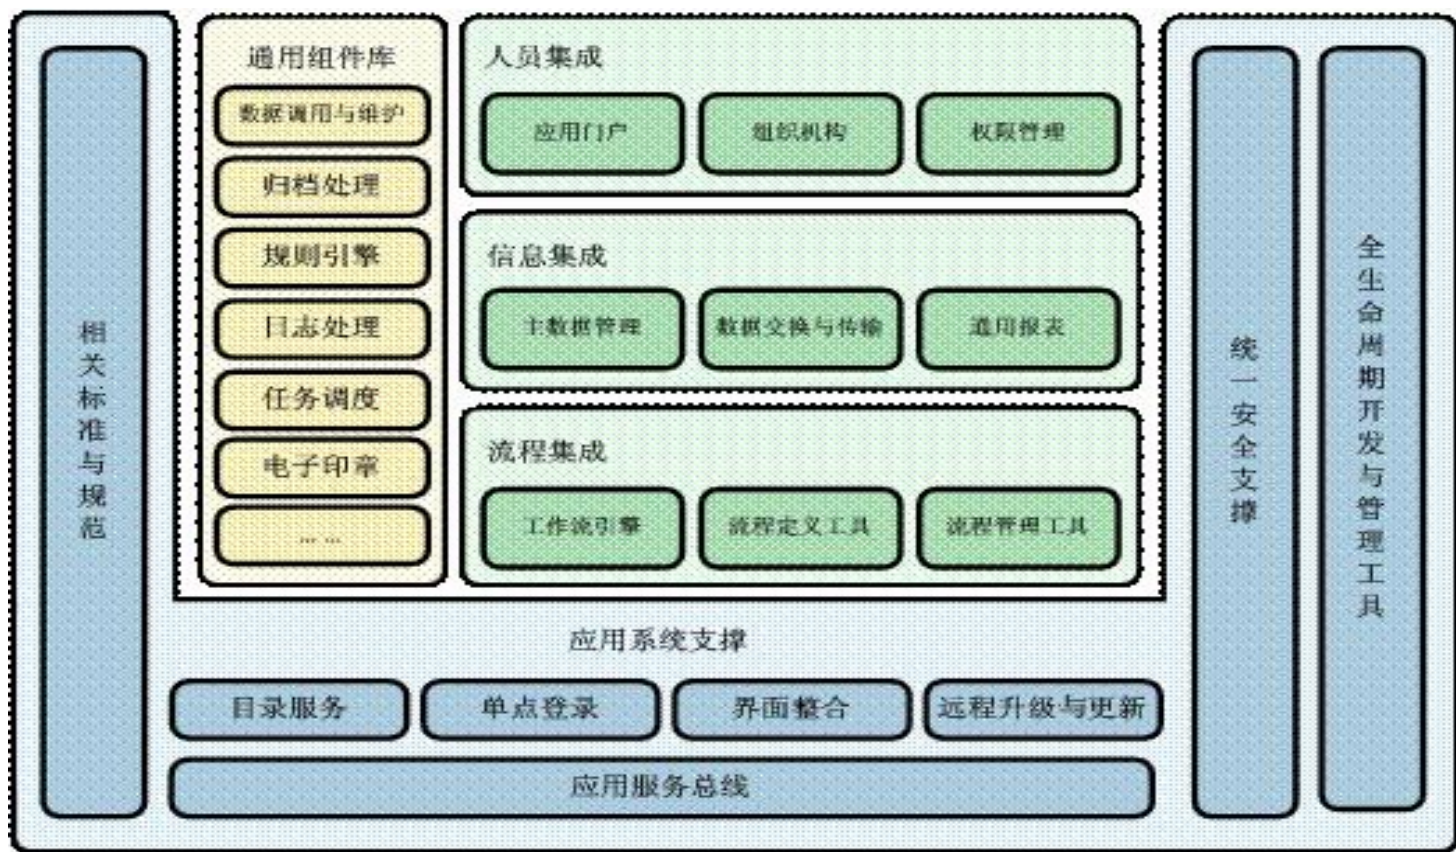 相关标准与规范
通用组件库
数据调用与维护
归档处理
规则引擎
日志处理
任务调度
电子印章
... ...
人员集成
应用门户
组织机构
权限管理
信息集成
主数据管理
数据交换与传输
通用报表
流程集成
工作流引擎
流程定义工具
流程管理工具
统一安全支撑
全生命周期开发与管理工具
应用系统支撑
目录服务
单点登录
界面整合
远程升级与更新
应用服务总线